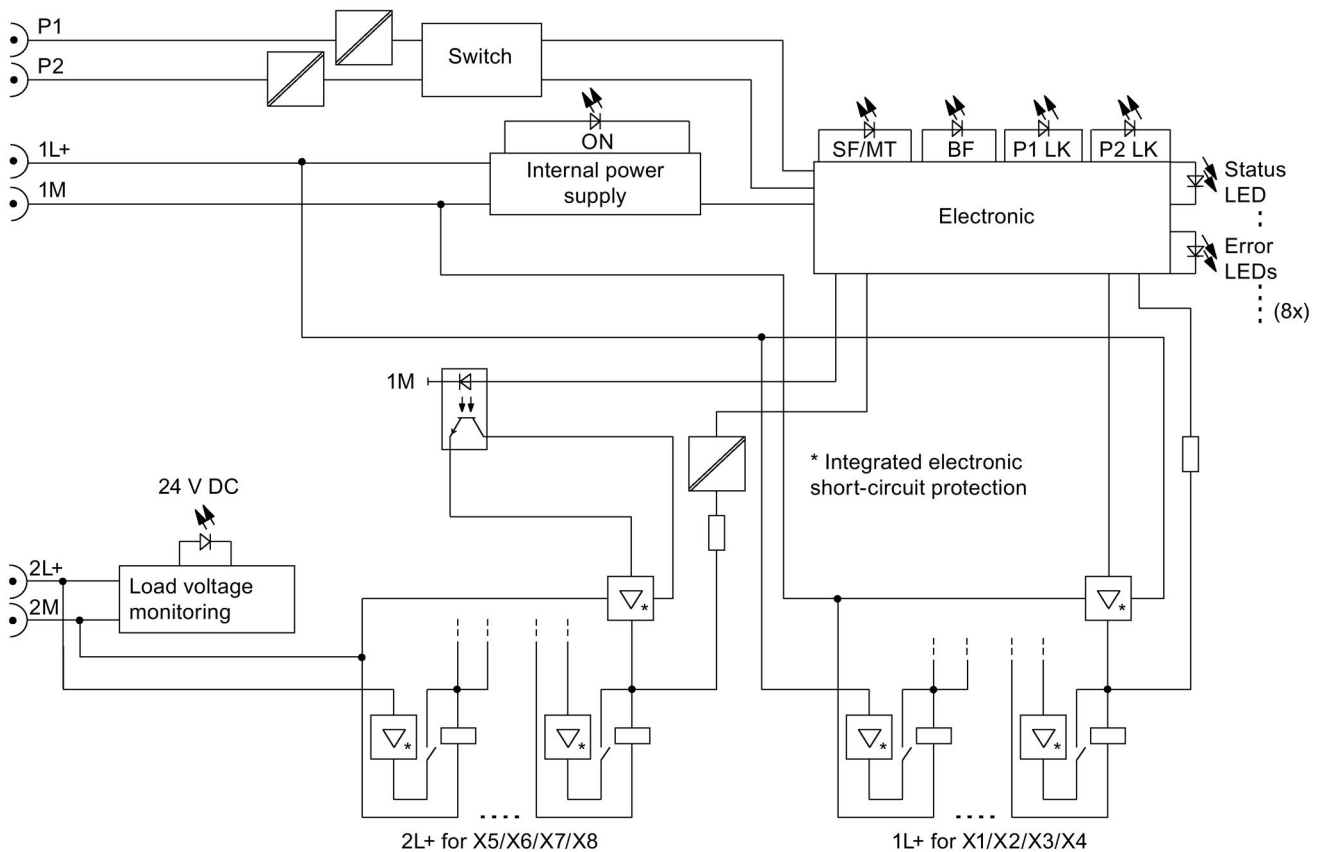 P1
P2
Switch
1L+
1M
ON
Internal power
supply
SF/MT
BF
P1 LK
P2 LK
Electronic
Status
LED
Error
LEDs
(8x)
1M
* Integrated electronic
short-circuit protection
24 V DC
2L+
2M
Load voltage
monitoring
*
*
*
*
*
*
2L+ for X5/X6/X7/X8
1L+ for X1/X2/X3/X4